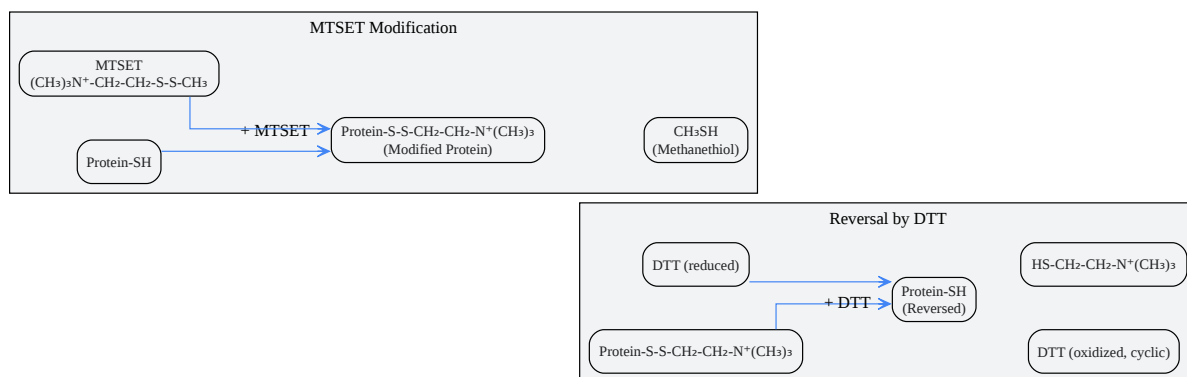 MTSET Modification
MTSET
(CH₃)₃N⁺-CH₂-CH₂-S-S-CH₃
+ MTSET
Protein-SH
Protein-S-S-CH₂-CH₂-N⁺(CH₃)₃
(Modified Protein)
CH₃SH
(Methanethiol)
Reversal by DTT
DTT (reduced)
+ DTT
Protein-S-S-CH₂-CH₂-N⁺(CH₃)₃
Protein-SH
(Reversed)
HS-CH₂-CH₂-N⁺(CH₃)₃
DTT (oxidized, cyclic)